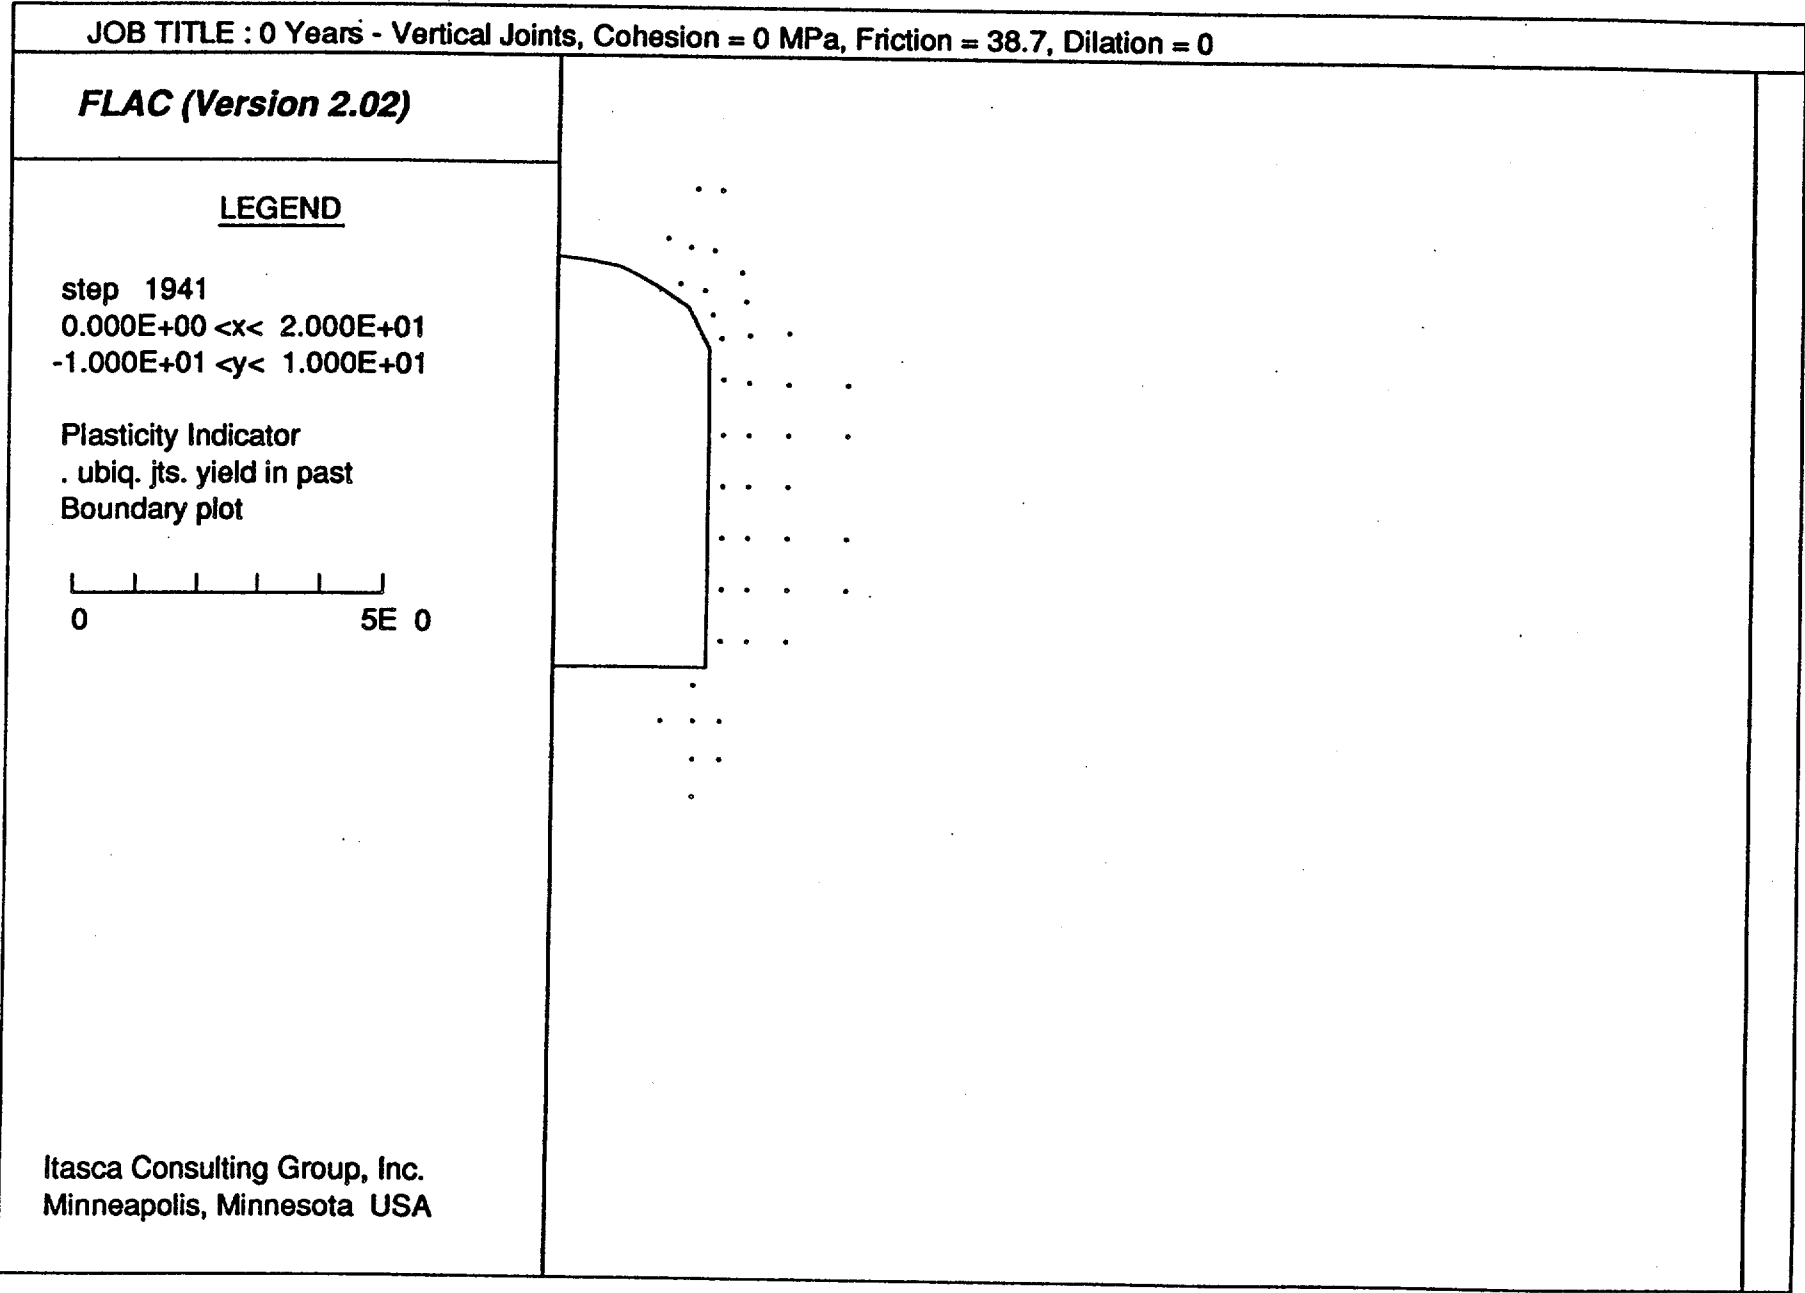 JOB TITLE : 0 Years - Vertical Joints, Cohesion = 0 MPa, Friction = 38.7, Dilation = 0
FLAC (Version 2.02)
LEGEND
step 1941
0.000E+00 <x< 2.000E+01
-1.000E+01 <y< 1.000E+01
Plasticity Indicator
. ubiq. jts. yield in past
Boundary plot
0 5E 0
Itasca Consulting Group, Inc.
Minneapolis, Minnesota USA